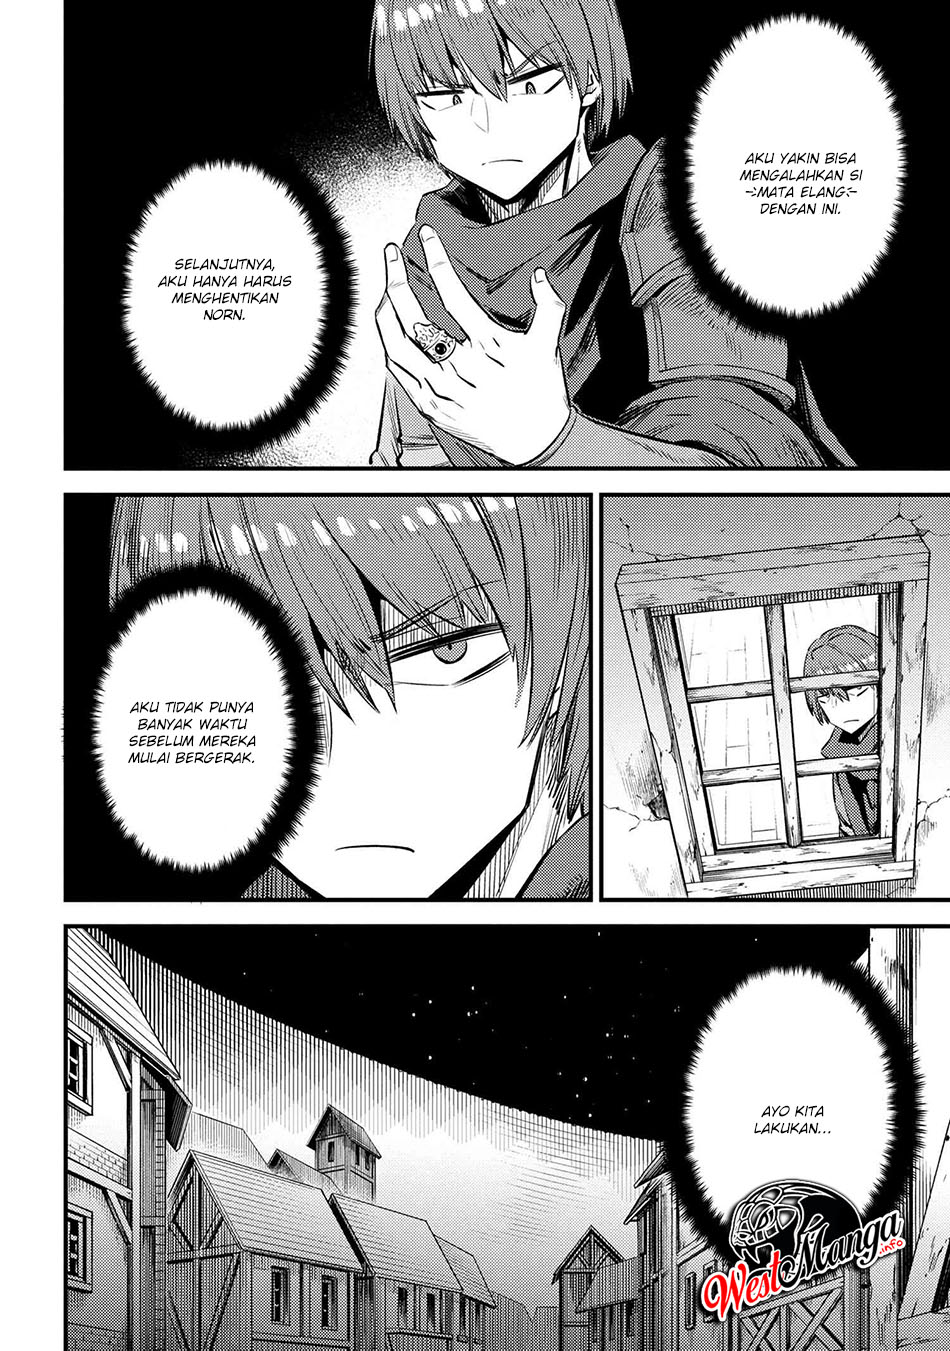 AKU YAKIN BISA
MENGALAHKAN SI
-MATA ELANG-
DENGAN INI.
SELANJUTNYA,
AKU HANYA HARUS
MENGHENTIKAN
NORN.
AKU TIDAK PUNYA
BANYAK WAKTU
SEBELUM MEREKA
MULAI BERGERAK.
AYO KITA
LAKUKAN...
WestManga
.info